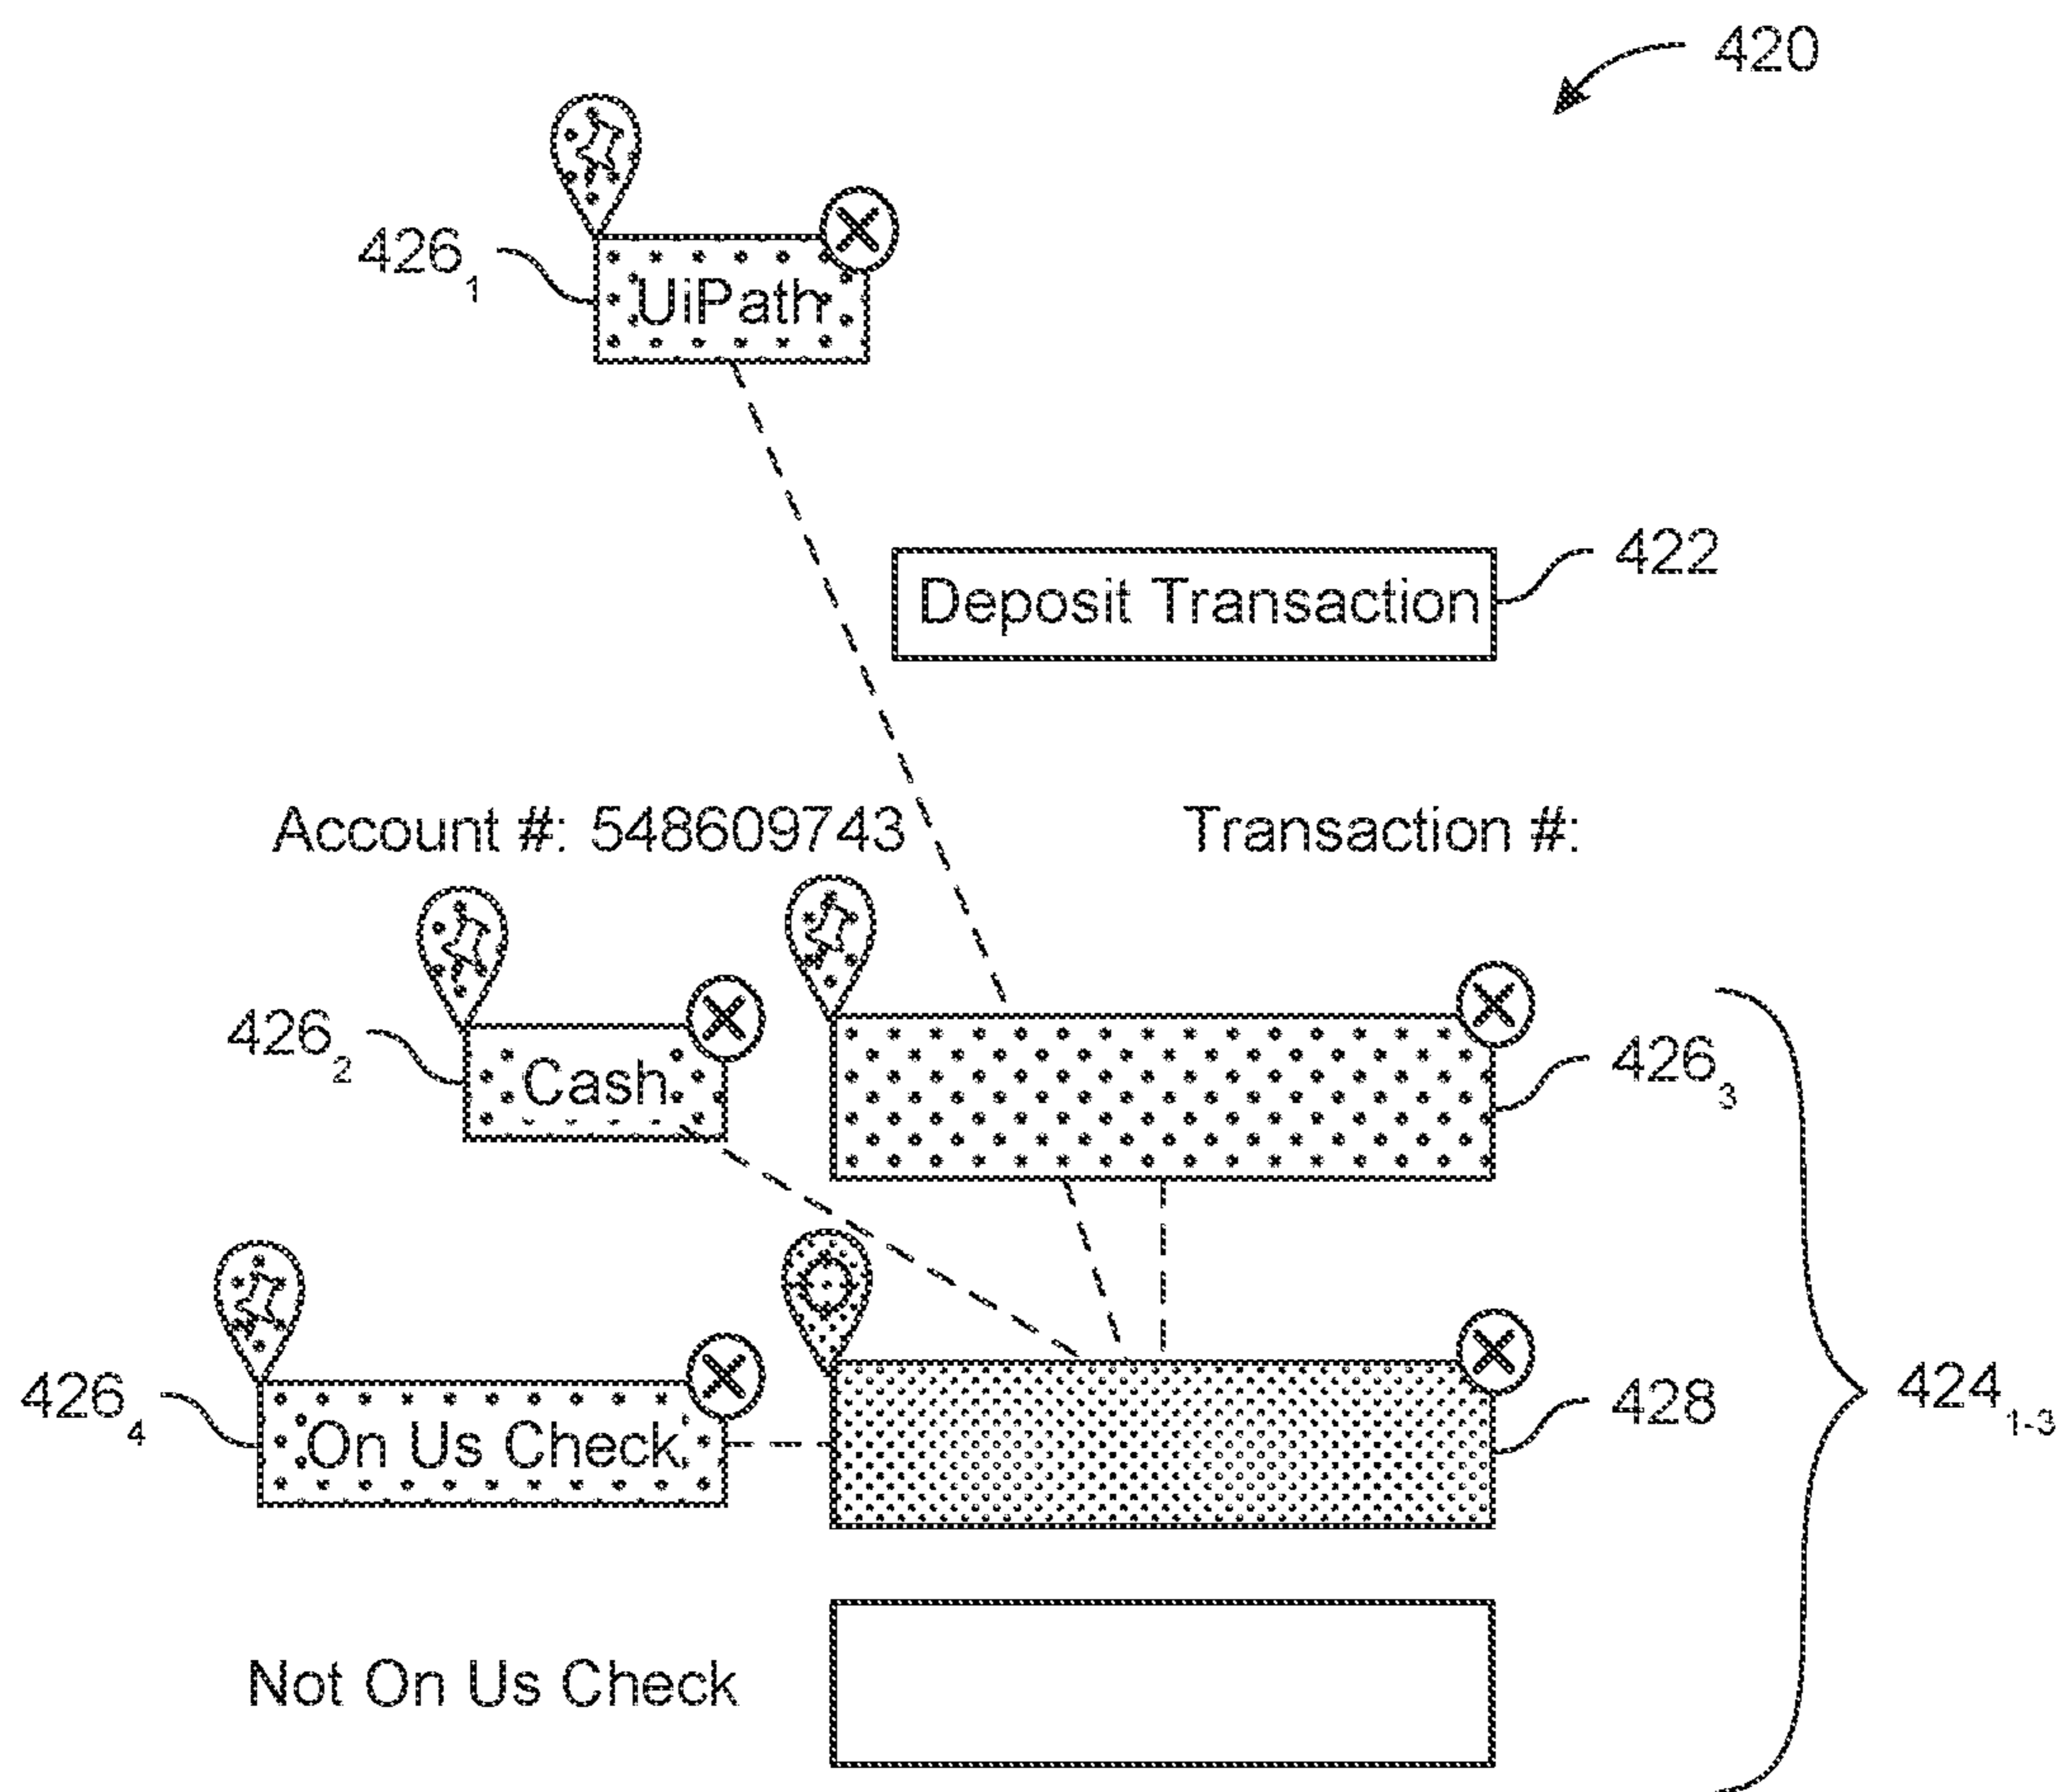 420
426₁
UiPath
422
Deposit Transaction
Account #: 548609743
Transaction #:
426₂
Cash
426₃
426₄
On Us Check
428
424₁₋₃
Not On Us Check